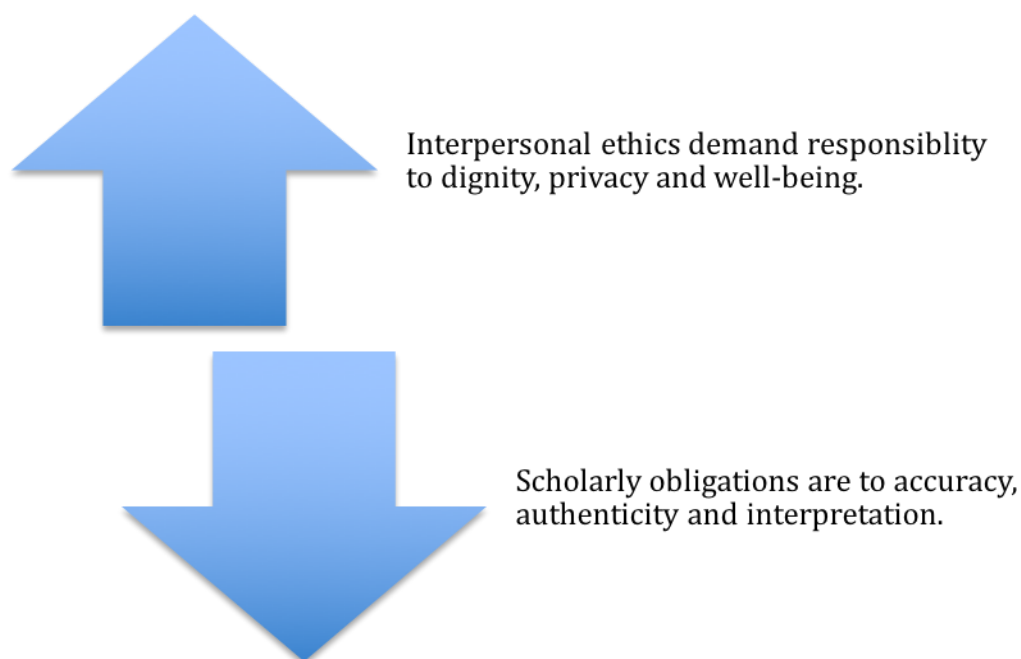 Interpersonal ethics demand responsiblity
to dignity, privacy and well-being.
Scholarly obligations are to accuracy,
authenticity and interpretation.